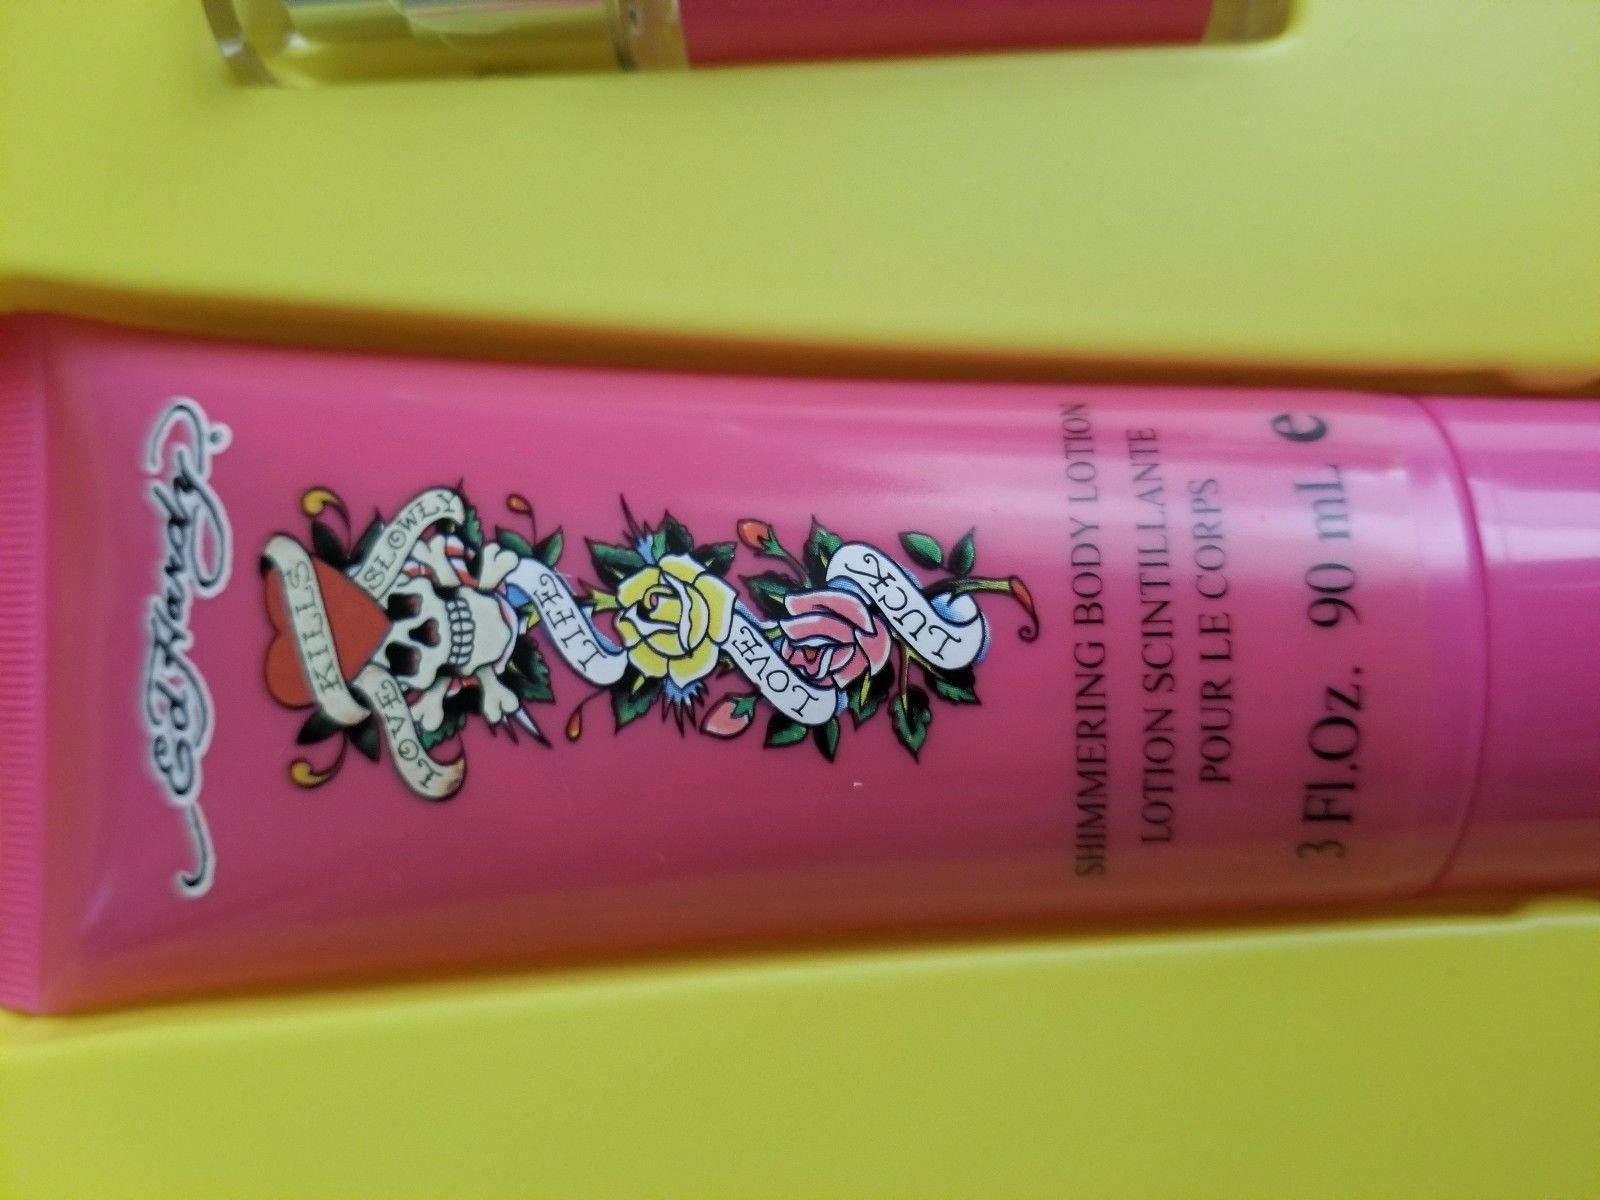 Ed Hardy
KILLS
LOVE SLOWLY
LIFE
LOVE
LUCK
SHIMMERING BODY LOTION
LOTION SCINTILLANTE
POUR LE CORPS
3 Fl.Oz. 90 mL e